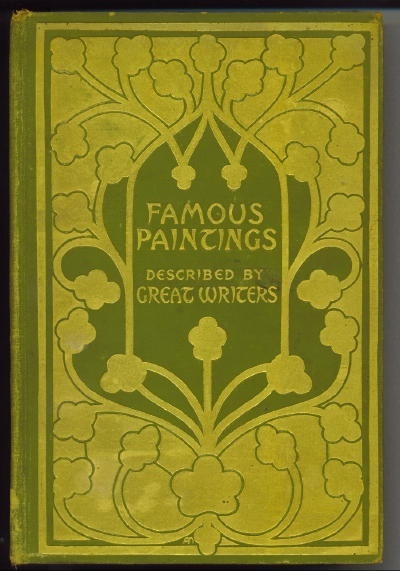 FAMOUS
PAINTINGS
DESCRIBED BY
GREAT WRITERS